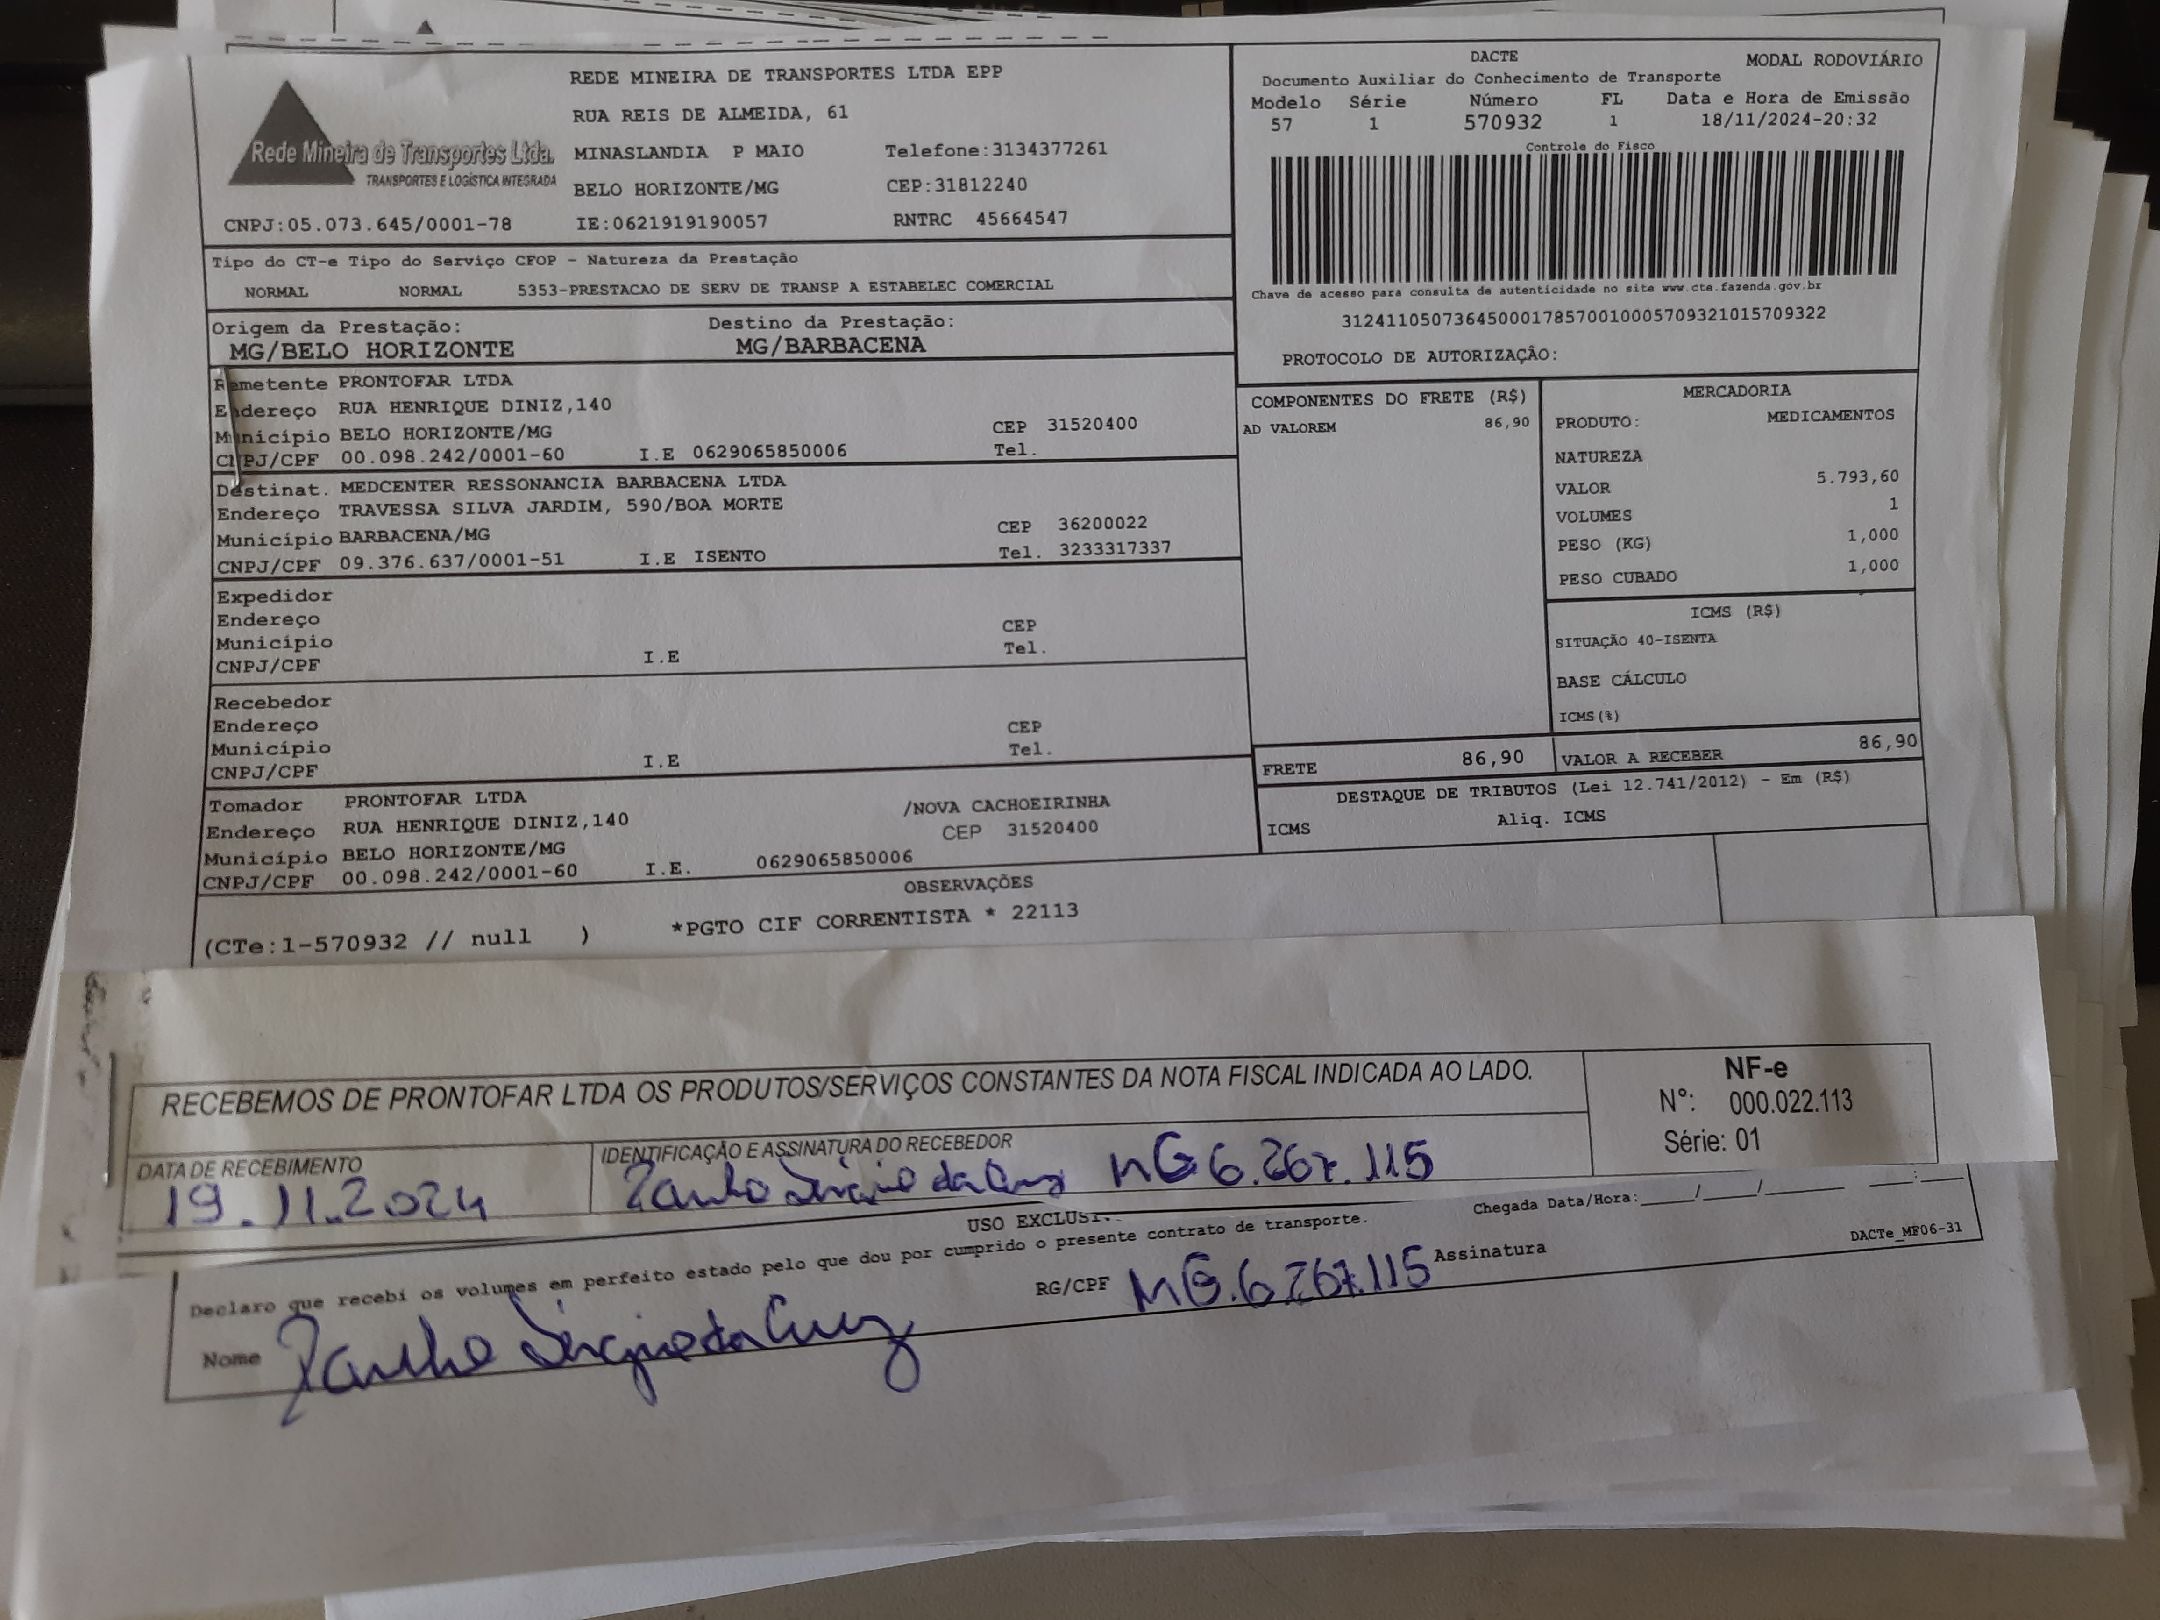 REDE MINEIRA DE TRANSPORTES LTDA EPP
RUA REIS DE ALMEIDA, 61
Rede Mineira de Transportes Ltda.
TRANSPORTES E LOGÍSTICA INTEGRADA
MINASLANDIA P MAIO Telefone:3134377261
BELO HORIZONTE/MG CEP:31812240
CNPJ:05.073.645/0001-78 IE:0621919190057 RNTRC 45664547
DACTE MODAL RODOVIÁRIO
Documento Auxiliar do Conhecimento de Transporte
Modelo Série Número FL Data e Hora de Emissão
57 1 570932 1 18/11/2024-20:32
Controle do Fisco
Chave de acesso para consulta de autenticidade no site www.cte.fazenda.gov.br
31241105073645000178570010005709321015709322
PROTOCOLO DE AUTORIZAÇÃO:
Tipo do CT-e Tipo do Serviço CFOP - Natureza da Prestação
NORMAL NORMAL 5353-PRESTACAO DE SERV DE TRANSP A ESTABELEC COMERCIAL
Origem da Prestação: Destino da Prestação:
MG/BELO HORIZONTE MG/BARBACENA
Remetente PRONTOFAR LTDA
Endereço RUA HENRIQUE DINIZ,140
Município BELO HORIZONTE/MG CEP 31520400
CNPJ/CPF 00.098.242/0001-60 I.E 0629065850006 Tel.
Destinat. MEDCENTER RESSONANCIA BARBACENA LTDA
Endereço TRAVESSA SILVA JARDIM, 590/BOA MORTE
Município BARBACENA/MG CEP 36200022
CNPJ/CPF 09.376.637/0001-51 I.E ISENTO Tel. 3233317337
Expedidor
Endereço
Município CEP
CNPJ/CPF I.E Tel.
Recebedor
Endereço CEP
Município Tel.
CNPJ/CPF I.E
Tomador PRONTOFAR LTDA
Endereço RUA HENRIQUE DINIZ,140 /NOVA CACHOEIRINHA
Município BELO HORIZONTE/MG CEP 31520400
CNPJ/CPF 00.098.242/0001-60 I.E. 0629065850006
COMPONENTES DO FRETE (R$)
AD VALOREM 86,90
MERCADORIA
PRODUTO: MEDICAMENTOS
NATUREZA
VALOR 5.793,60
VOLUMES 1
PESO (KG) 1,000
PESO CUBADO 1,000
ICMS (R$)
SITUAÇÃO 40-ISENTA
BASE CÁLCULO
ICMS(%)
FRETE 86,90 VALOR A RECEBER 86,90
DESTAQUE DE TRIBUTOS (Lei 12.741/2012) - Em (R$)
ICMS Aliq. ICMS
OBSERVAÇÕES
(CTe:1-570932 // null ) *PGTO CIF CORRENTISTA * 22113
RECEBEMOS DE PRONTOFAR LTDA OS PRODUTOS/SERVIÇOS CONSTANTES DA NOTA FISCAL INDICADA AO LADO.
NF-e
Nº: 000.022.113
Série: 01
DATA DE RECEBIMENTO IDENTIFICAÇÃO E ASSINATURA DO RECEBEDOR
19.11.2024 Paulo Sérgio da Cruz MG 6.267.115
USO EXCLUSI
Chegada Data/Hora:____/____/______ ___:___
Declaro que recebi os volumes em perfeito estado pelo que dou por cumprido o presente contrato de transporte.
DACTe_MF06-31
Nome Paulo Sérgio da Cruz RG/CPF MG.6.267.115 Assinatura